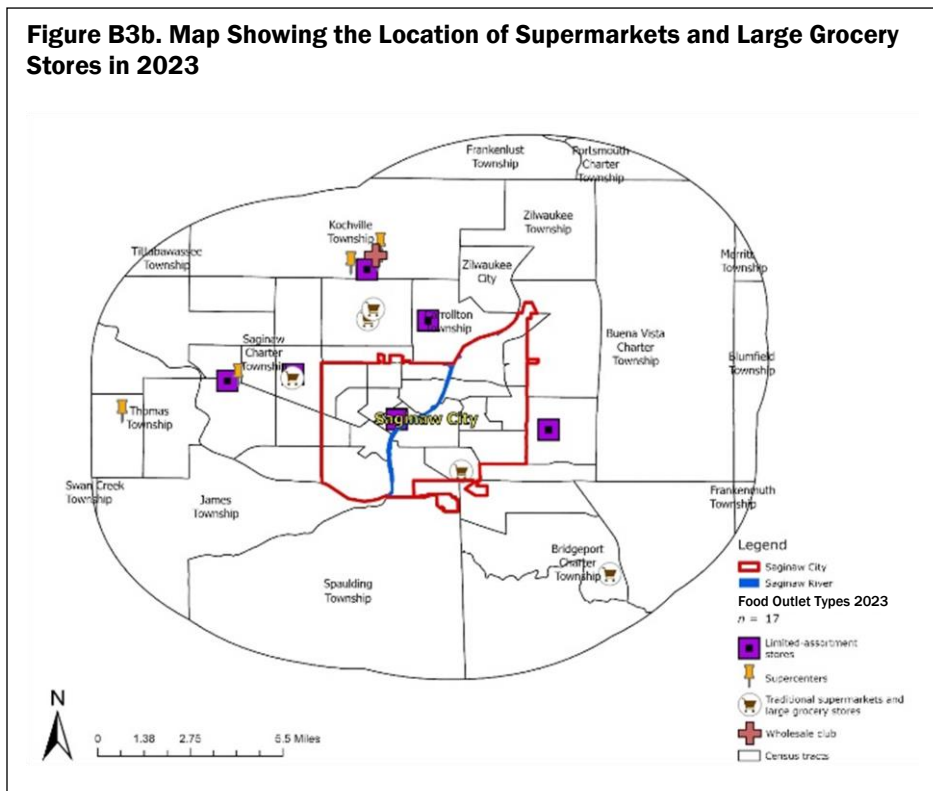 Figure B3b. Map Showing the Location of Supermarkets and Large Grocery
Stores in 2023
Frankenlust
Township
Portsmouth
Charter
Township
Kochville
Township
Zilwaukee
Township
Tittabawassee
Township
Merritt
Township
Zilwaukee
City
rrollton
wnship
Saginaw
Charter
Township
Buena Vista
Charter
Township
Blumfield
Township
Thomas
Township
Saginaw City
Swan Creek
Township
James
Township
Frankenmuth
Township
Bridgeport
Charter
Township
Spaulding
Township
Legend
Saginaw City
Saginaw River
Food Outlet Types 2023
n = 17
Limited-assortment
stores
Supercenters
Traditional supermarkets and
large grocery stores
Wholesale club
Census tracts
N
0 1.38 2.75 5.5 Miles